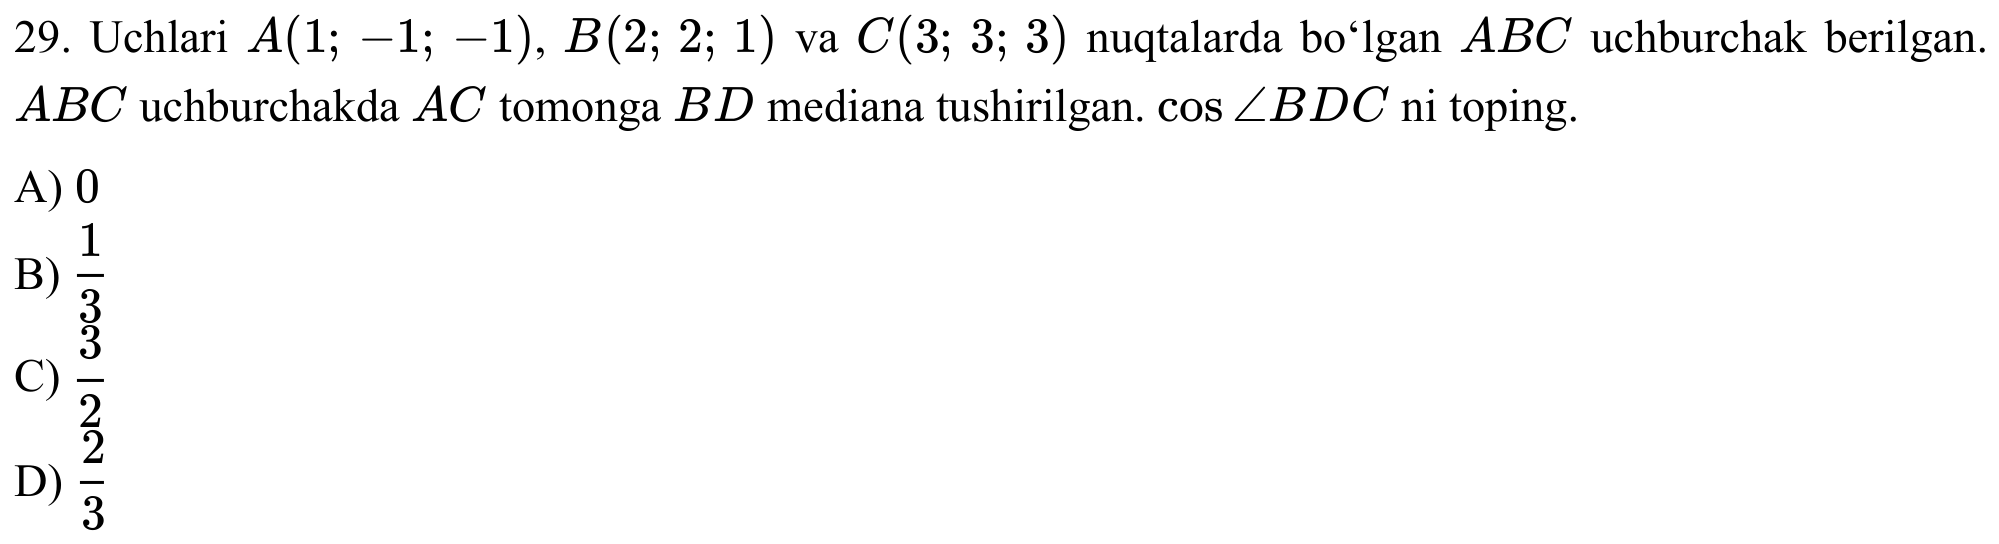 29. Uchlari A(1; −1; −1), B(2; 2; 1) va C(3; 3; 3) nuqtalarda bo‘lgan ABC uchburchak berilgan.
ABC uchburchakda AC tomonga BD mediana tushirilgan. cos ∠BDC ni toping.
A) 0
B) 1/3
C) 3/2
D) 2/3